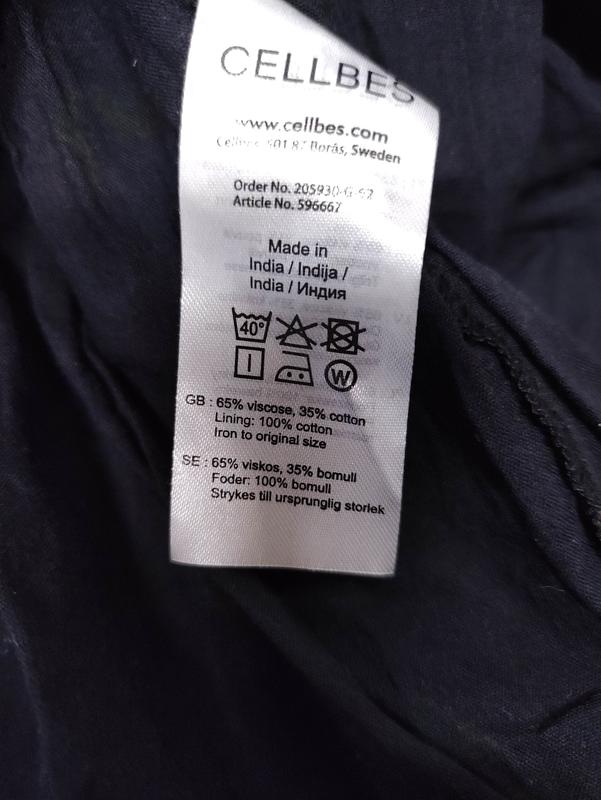 CELLBES
www.cellbes.com
501 87 Borås, Sweden
Order No. 205930-G
Article No. 596667
Made in
India / Indija /
India / Индия
40°
W
GB : 65% viscose, 35% cotton
Lining: 100% cotton
Iron to original size
SE : 65% viskos, 35% bomull
Foder: 100% bomull
Strykes till ursprunglig storlek